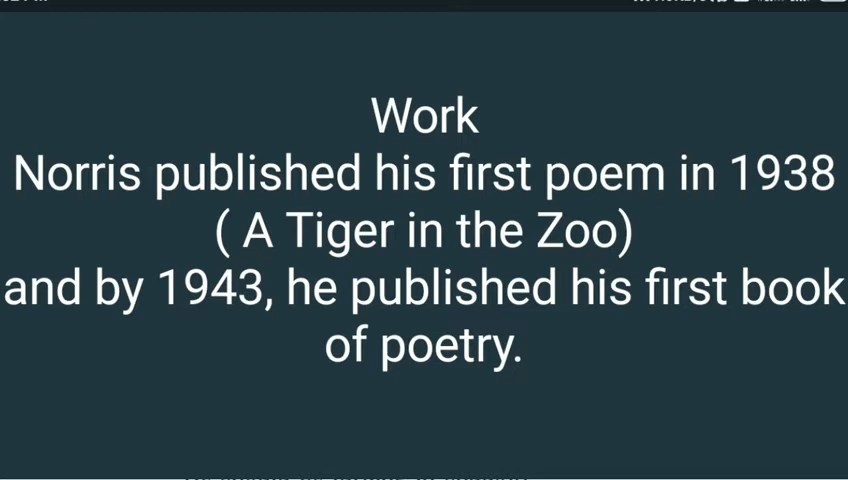 Work
Norris published his first poem in 1938
( A Tiger in the Zoo)
and by 1943, he published his first book
of poetry.